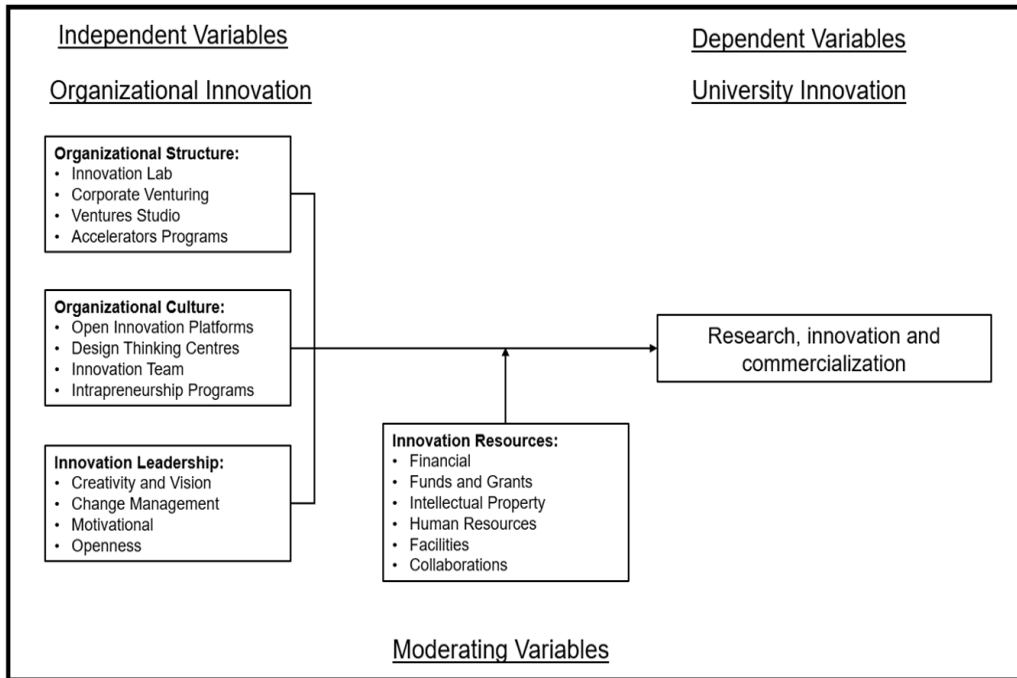 Independent Variables
Dependent Variables
Organizational Innovation
University Innovation
Organizational Structure:
• Innovation Lab
• Corporate Venturing
• Ventures Studio
• Accelerators Programs
Organizational Culture:
• Open Innovation Platforms
• Design Thinking Centres
• Innovation Team
• Intrapreneurship Programs
Research, innovation and
commercialization
Innovation Leadership:
• Creativity and Vision
• Change Management
• Motivational
• Openness
Innovation Resources:
• Financial
• Funds and Grants
• Intellectual Property
• Human Resources
• Facilities
• Collaborations
Moderating Variables